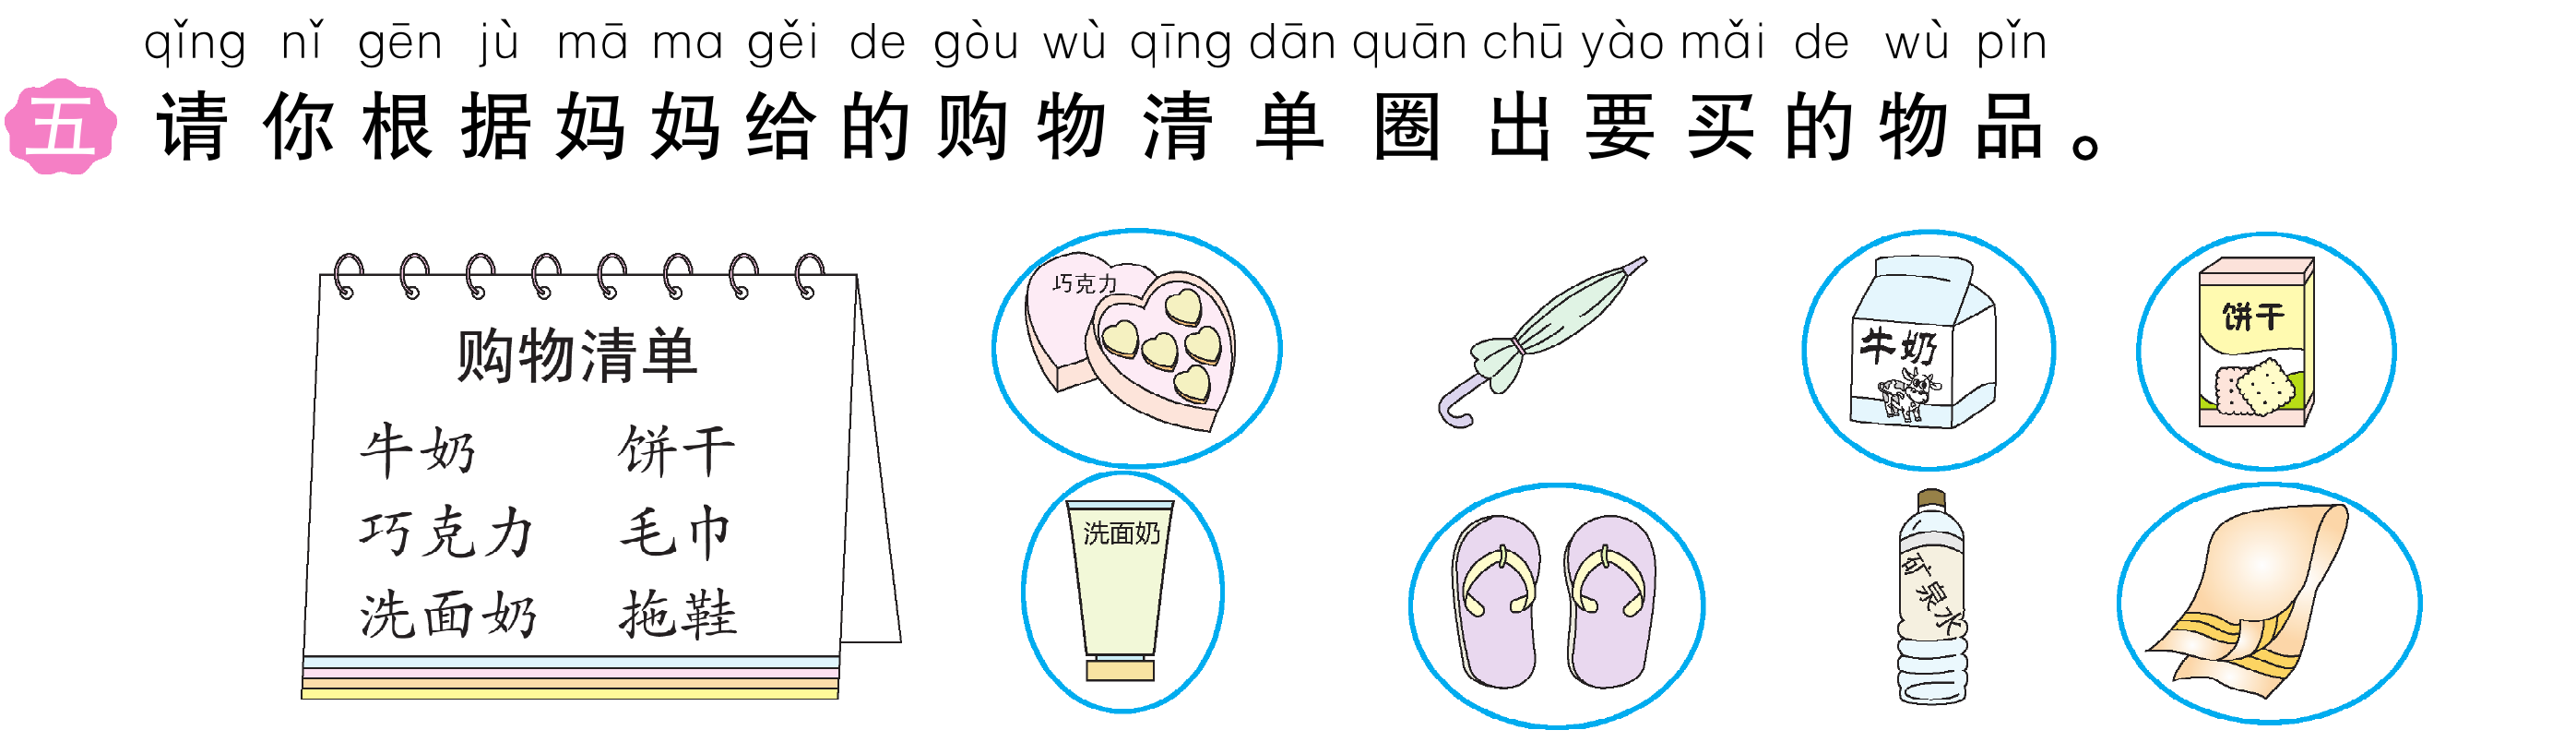 qǐng nǐ gēn jù mā ma gěi de gòu wù qīng dān quān chū yào mǎi de wù pǐn
五 请你根据妈妈给的购物清单圈出要买的物品。
购物清单
牛奶 饼干
巧克力 毛巾
洗面奶 拖鞋
巧克力
牛奶
饼干
洗面奶
矿泉水